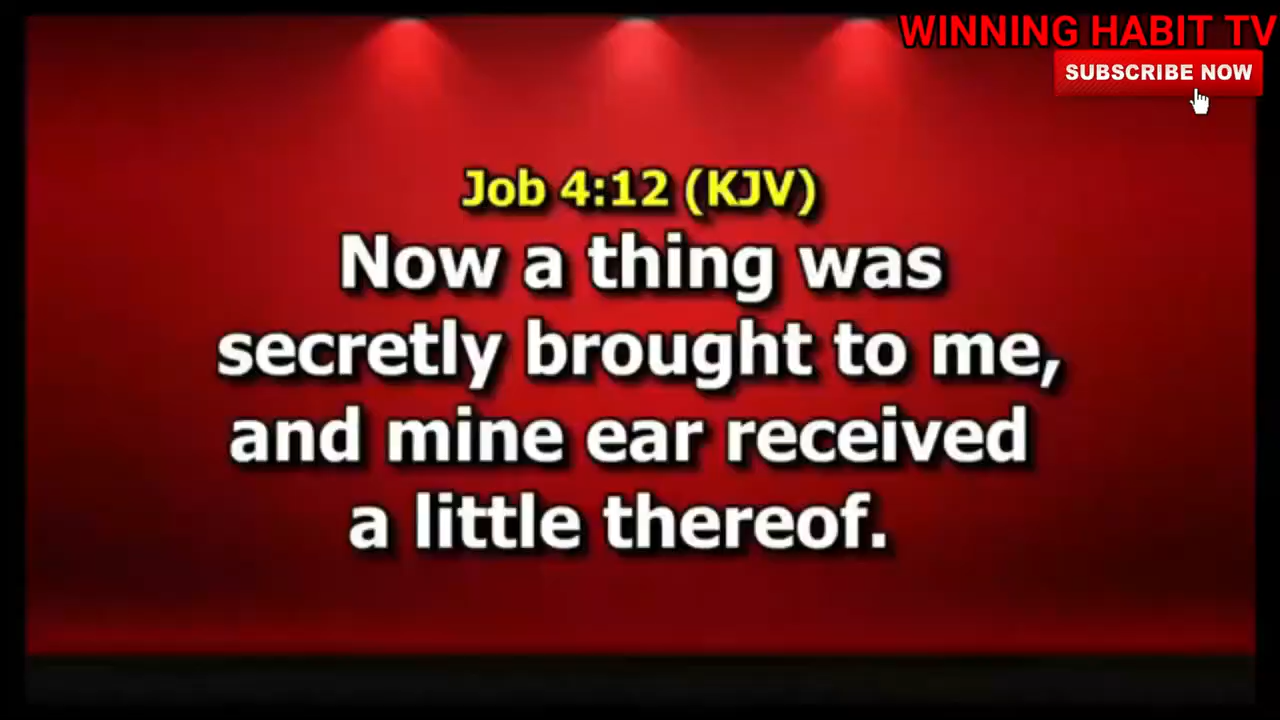 WINNING HABIT TV
SUBSCRIBE NOW
Job 4:12 (KJV)
Now a thing was
secretly brought to me,
and mine ear received
a little thereof.